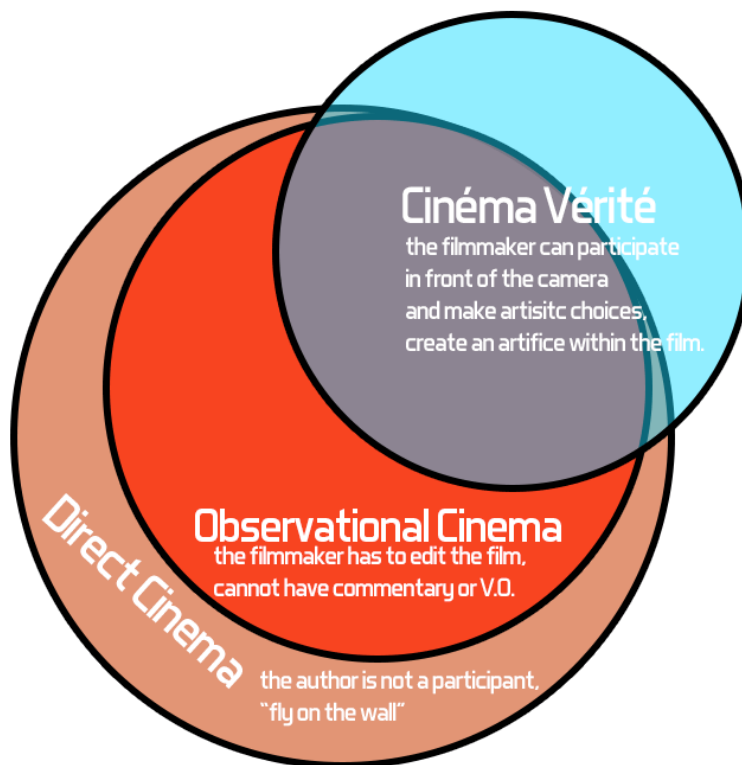 Cinéma Vérité
the filmmaker can participate
in front of the camera
and make artisitc choices,
create an artifice within the film.
Observational Cinema
the filmmaker has to edit the film,
cannot have commentary or V.O.
Direct Cinema
the author is not a participant,
“fly on the wall”